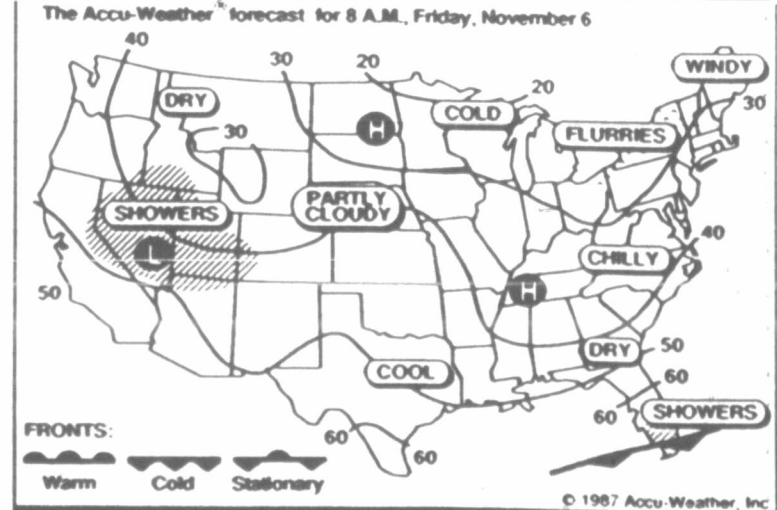 The Accu-Weather® forecast for 8 A.M., Friday, November 6
40
30
20
20
WINDY
30
DRY
COLD
30
H
FLURRIES
SHOWERS
PARTLY
CLOUDY
L
40
CHILLY
50
H
DRY
50
COOL
60
60
SHOWERS
FRONTS:
60
60
Warm
Cold
Stationary
© 1987 Accu-Weather, Inc